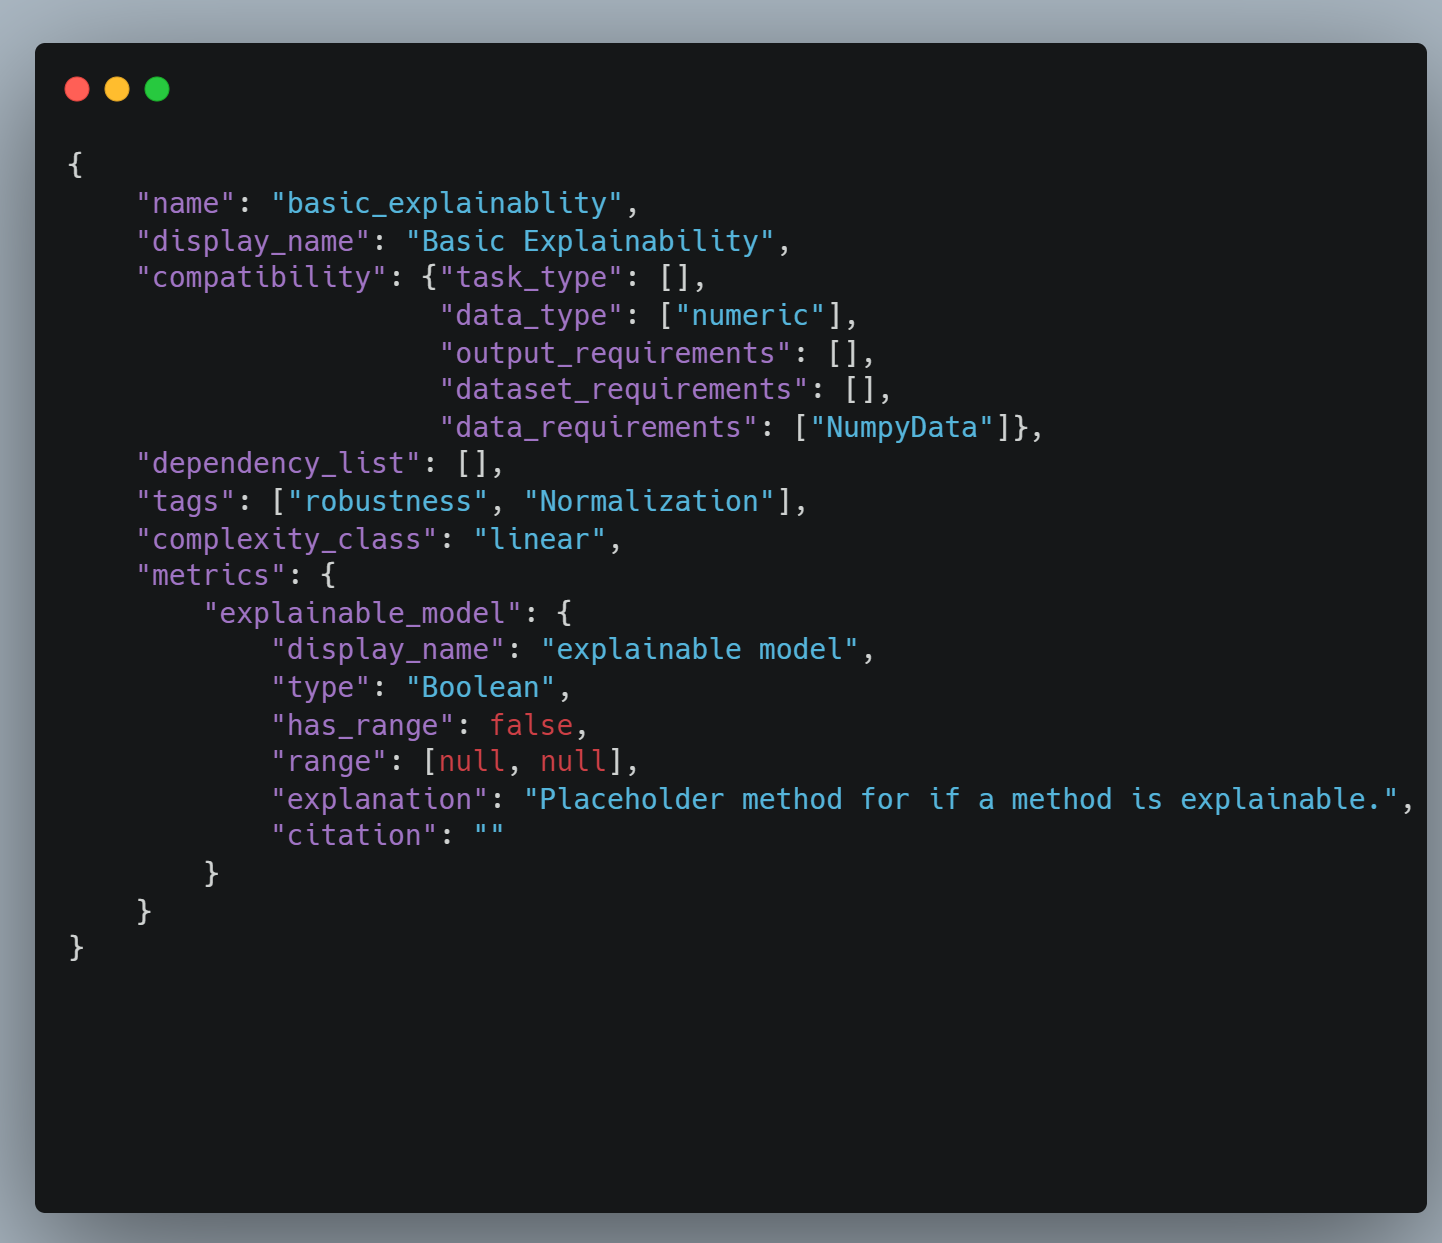 {
    "name": "basic_explainablity",
    "display_name": "Basic Explainability",
    "compatibility": {"task_type": [],
                      "data_type": ["numeric"],
                      "output_requirements": [],
                      "dataset_requirements": [],
                      "data_requirements": ["NumpyData"]},
    "dependency_list": [],
    "tags": ["robustness", "Normalization"],
    "complexity_class": "linear",
    "metrics": {
        "explainable_model": {
            "display_name": "explainable model",
            "type": "Boolean",
            "has_range": false,
            "range": [null, null],
            "explanation": "Placeholder method for if a method is explainable.",
            "citation": ""
        }
    }
}